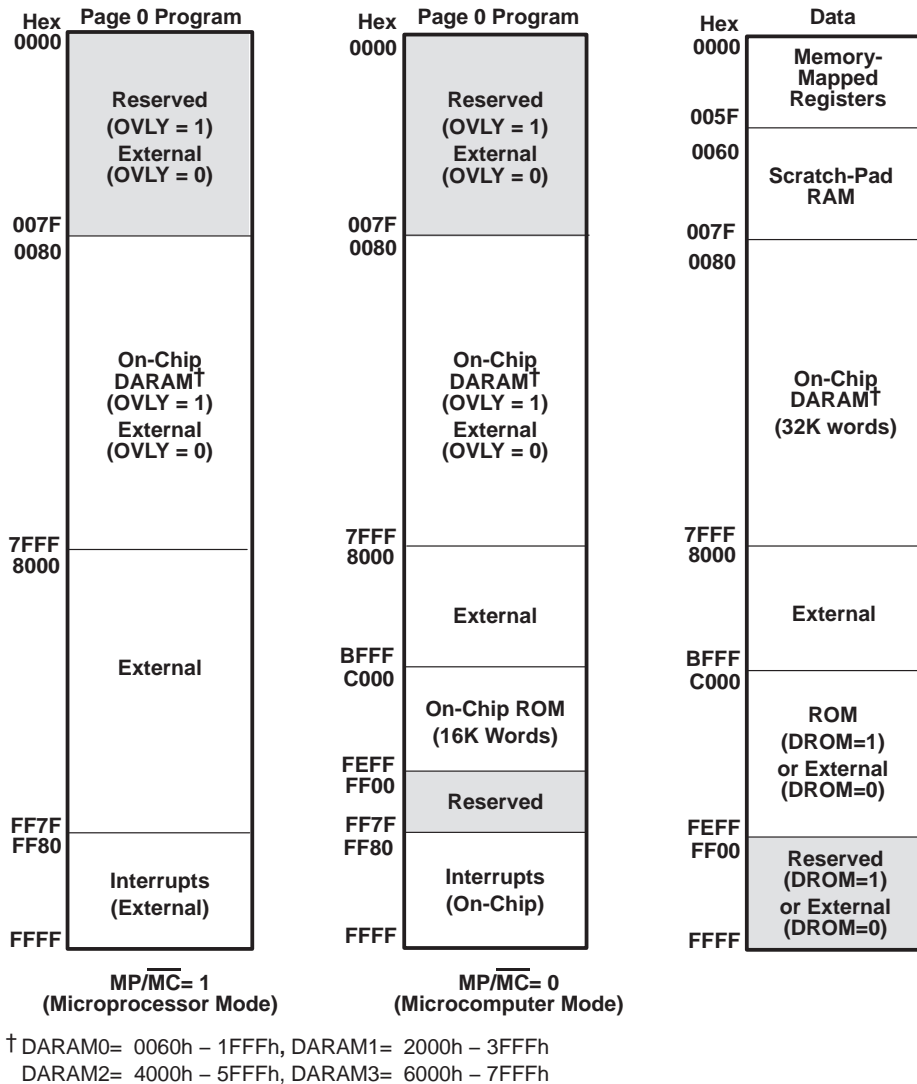 Hex
Page 0 Program
0000
Reserved
(OVLY = 1)
External
(OVLY = 0)
007F
0080
On-Chip
DARAM†
(OVLY = 1)
External
(OVLY = 0)
7FFF
8000
External
FF7F
FF80
Interrupts
(External)
FFFF
MP/MC= 1
(Microprocessor Mode)
Hex
Page 0 Program
0000
Reserved
(OVLY = 1)
External
(OVLY = 0)
007F
0080
On-Chip
DARAM†
(OVLY = 1)
External
(OVLY = 0)
7FFF
8000
External
BFFF
C000
On-Chip ROM
(16K Words)
FEFF
FF00
Reserved
FF7F
FF80
Interrupts
(On-Chip)
FFFF
MP/MC= 0
(Microcomputer Mode)
Hex
Data
0000
Memory-
Mapped
Registers
005F
0060
Scratch-Pad
RAM
007F
0080
On-Chip
DARAM†
(32K words)
7FFF
8000
External
BFFF
C000
ROM
(DROM=1)
or External
(DROM=0)
FEFF
FF00
Reserved
(DROM=1)
or External
(DROM=0)
FFFF
† DARAM0= 0060h – 1FFFh, DARAM1= 2000h – 3FFFh
DARAM2= 4000h – 5FFFh, DARAM3= 6000h – 7FFFh